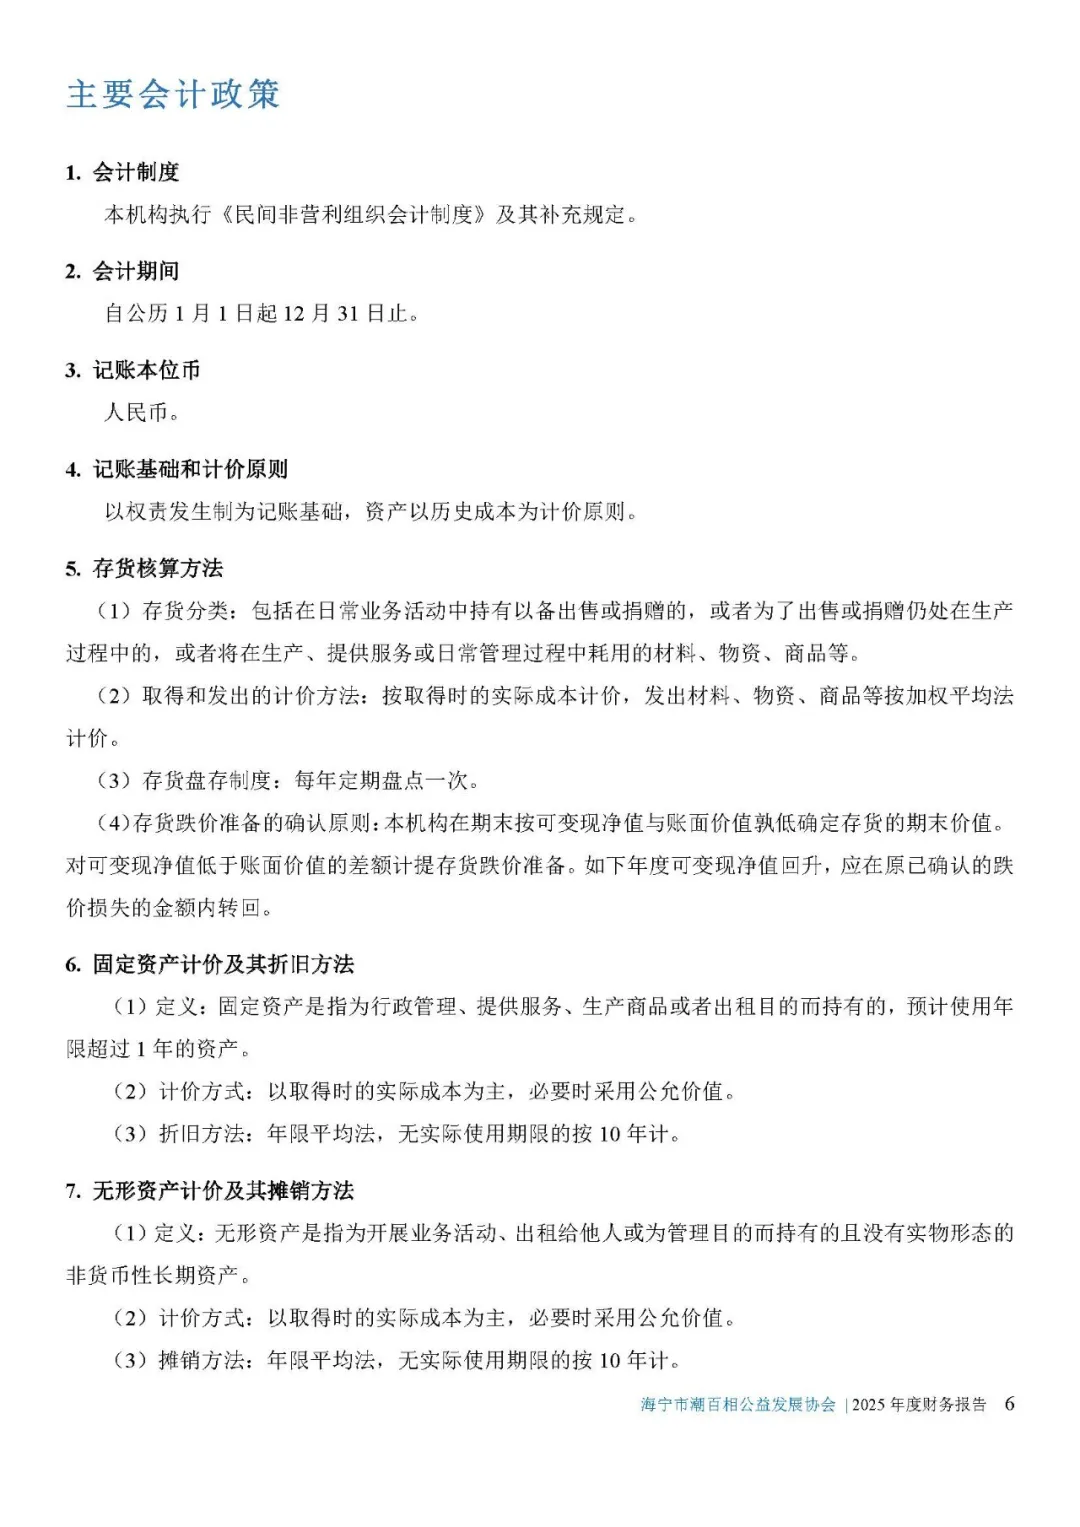 主要会计政策
1. 会计制度
本机构执行《民间非营利组织会计制度》及其补充规定。
2. 会计期间
自公历 1 月 1 日起 12 月 31 日止。
3. 记账本位币
人民币。
4. 记账基础和计价原则
以权责发生制为记账基础，资产以历史成本为计价原则。
5. 存货核算方法
（1）存货分类：包括在日常业务活动中持有以备出售或捐赠的，或者为了出售或捐赠仍处在生产
过程中的，或者将在生产、提供服务或日常管理过程中耗用的材料、物资、商品等。
（2）取得和发出的计价方法：按取得时的实际成本计价，发出材料、物资、商品等按加权平均法
计价。
（3）存货盘存制度：每年定期盘点一次。
（4）存货跌价准备的确认原则：本机构在期末按可变现净值与账面价值孰低确定存货的期末价值。
对可变现净值低于账面价值的差额计提存货跌价准备。如下年度可变现净值回升，应在原已确认的跌
价损失的金额内转回。
6. 固定资产计价及其折旧方法
（1）定义：固定资产是指为行政管理、提供服务、生产商品或者出租目的而持有的，预计使用年
限超过 1 年的资产。
（2）计价方式：以取得时的实际成本为主，必要时采用公允价值。
（3）折旧方法：年限平均法，无实际使用期限的按 10 年计。
7. 无形资产计价及其摊销方法
（1）定义：无形资产是指为开展业务活动、出租给他人或为管理目的而持有的且没有实物形态的
非货币性长期资产。
（2）计价方式：以取得时的实际成本为主，必要时采用公允价值。
（3）摊销方法：年限平均法，无实际使用期限的按 10 年计。
海宁市潮百相公益发展协会 | 2025 年度财务报告 6